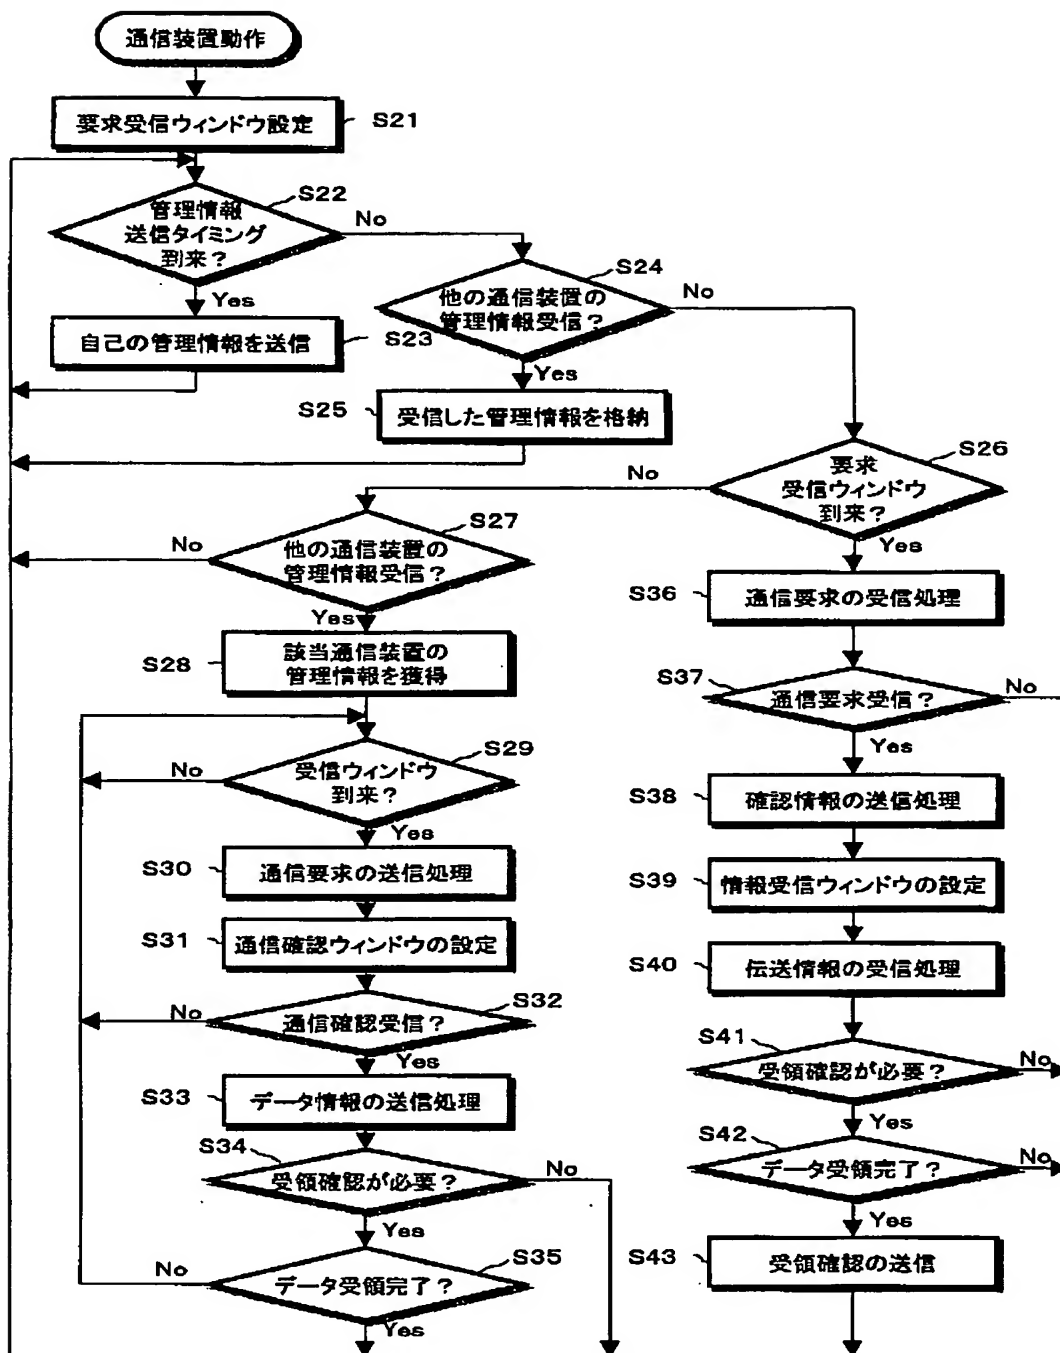 通信装置動作
要求受信ウィンドウ設定
S21
S22
管理情報
送信タイミング
到来？
No
Yes
自己の管理情報を送信
S23
S24
他の通信装置の
管理情報受信？
No
Yes
S25
受信した管理情報を格納
S26
要求
受信ウィンドウ
到来？
No
Yes
S27
他の通信装置の
管理情報受信？
No
Yes
S28
該当通信装置の
管理情報を獲得
S29
受信ウィンドウ
到来？
No
Yes
S30
通信要求の送信処理
S31
通信確認ウィンドウの設定
S32
通信確認受信？
No
Yes
S33
データ情報の送信処理
S34
受領確認が必要？
No
Yes
S35
データ受領完了？
No
Yes
S36
通信要求の受信処理
S37
通信要求受信？
No
Yes
S38
確認情報の送信処理
S39
情報受信ウィンドウの設定
S40
伝送情報の受信処理
S41
受領確認が必要？
No
Yes
S42
データ受領完了？
No
Yes
S43
受領確認の送信